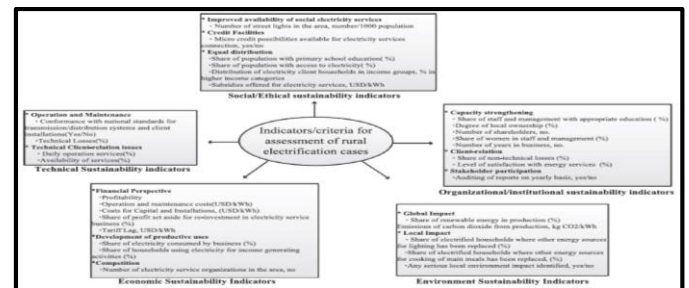 * Improved availability of social electricity services
- Number of street lights in the area, number/1000 population
* Credit Facilities
- Micro credit possibilities available for electricity services
connection, yes/no
* Equal distribution
-Share of population with primary school education( %)
-Share of population with access to electricity( %)
-Distribution of electricity client households in income groups, % in
higher income categories
-Subsidies offered for electricity services, USD/kWh
Social/Ethical sustainability indicators
* Operation and Maintenance
- Conformance with national standards for
transmission/distribution systems and client
installations(Yes/No)
-Technical Losses(%)
* Technical Client-relation issues
- Daily operation services(%)
-Availability of services(%)
Technical Sustainability indicators
Indicators/criteria for
assessment of rural
electrification cases
* Capacity strengthening
- Share of staff and management with appropriate education ( %)
-Degree of local ownership (%)
-Number of shareholders, no.
-Share of women in staff and management (%)
-Number of years in business, no.
* Client-relation
- Share of non-technical losses (%)
- Level of satisfaction with energy services (%)
* Stakeholder participation
-Auditing of reports on yearly basis, yes/no
Organizational/institutional sustainability indicators
*Financial Perspective
-Profitability
-Operation and maintenance costs(USD/kWh)
-Costs for Capital and Installations, (USD/kWh)
-Share of profit set aside for re-investment in electricity service
business (%)
-Tariff Lag, USD/kWh
*Development of productive uses
-Share of electricity consumed by business (%)
-Share of households using electricity for income generating
activities (%)
*Competition
-Number of electricity service organizations in the area, no
Economic Sustainability Indicators
* Global Impact
- Share of renewable energy in production (%)
Emissions of carbon dioxide from production, kg CO2/kWh
* Local Impact
- Share of electrified households where other energy sources
for lighting has been replaced (%)
-Share of electrified households where other energy sources
for cooking of main meals has been replaced, (%)
-Any serious local environment impact identified, yes/no
Environment Sustainability Indicators